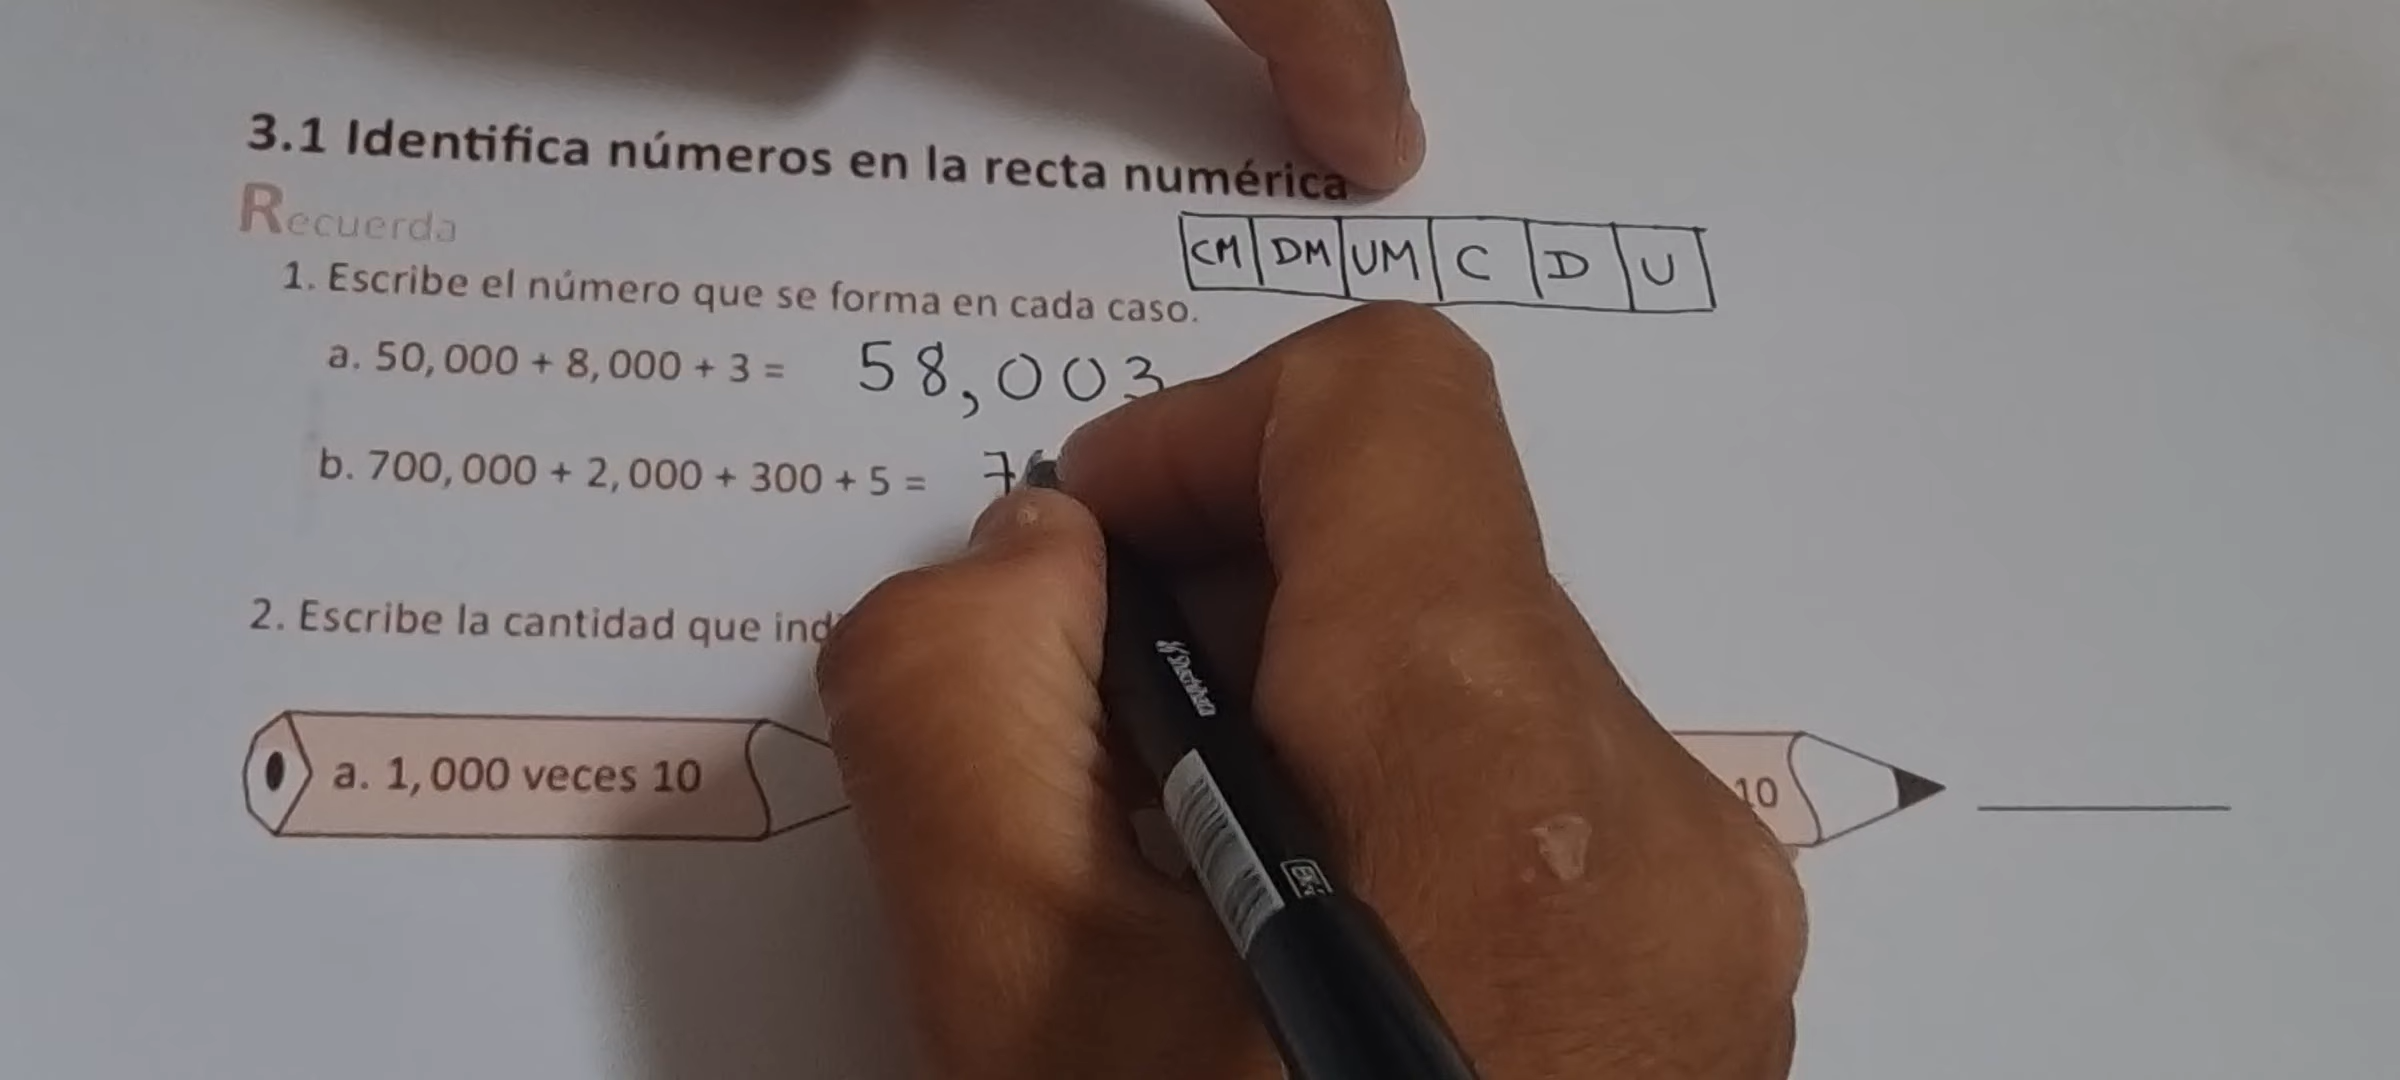 3.1 Identifica números en la recta numérica
Recuerda
CM DM UM C D U
1. Escribe el número que se forma en cada caso.
a. 50,000 + 8,000 + 3 = 58,003
b. 700,000 + 2,000 + 300 + 5 = 7
2. Escribe la cantidad que
a. 1,000 veces 10
10